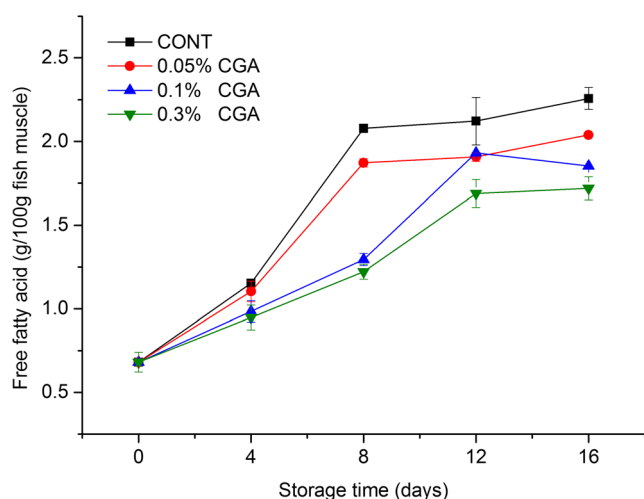 CONT
0.05% CGA
0.1% CGA
0.3% CGA
2.5
2.0
1.5
1.0
0.5
Free fatty acid (g/100g fish muscle)
0 4 8 12 16
Storage time (days)